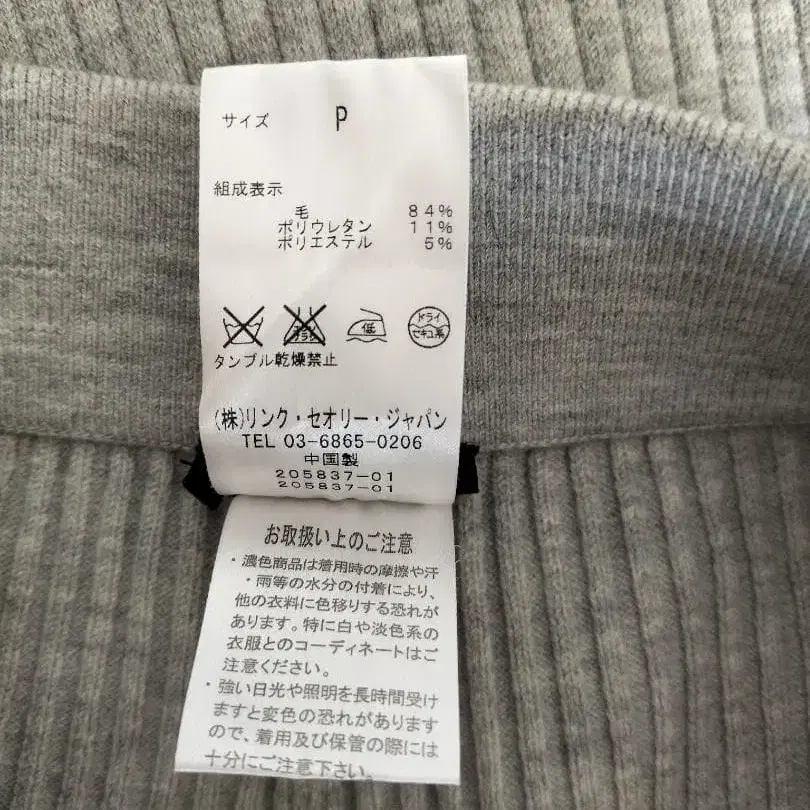 サイズ P
組成表示
毛 84%
ポリウレタン 11%
ポリエステル 5%
低
ドライ
セキユ系
タンブル乾燥禁止
(株)リンク・セオリー・ジャパン
TEL 03-6865-0206
中国製
205837-01
205837-01
お取扱い上のご注意
・濃色商品は着用時の摩擦や汗
・雨等の水分の付着により、
他の衣料に色移りする恐れが
あります。特に白や淡色系の
衣服とのコーディネートはご
注意ください。
・強い日光や照明を長時間受け
ますと変色の恐れがあります
ので、着用及び保管の際には
十分にご注意下さい。